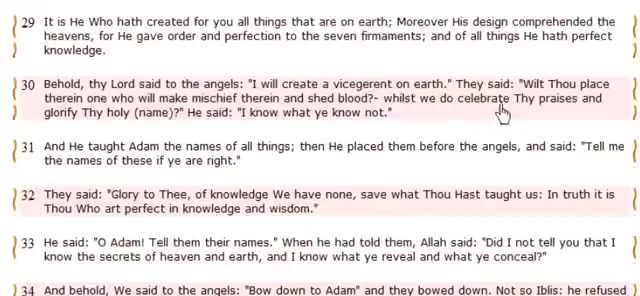 29 It is He Who hath created for you all things that are on earth; Moreover His design comprehended the
heavens, for He gave order and perfection to the seven firmaments; and of all things He hath perfect
knowledge.
30 Behold, thy Lord said to the angels: "I will create a vicegerent on earth." They said: "Wilt Thou place
therein one who will make mischief therein and shed blood?- whilst we do celebrate Thy praises and
glorify Thy holy (name)?" He said: "I know what ye know not."
31 And He taught Adam the names of all things; then He placed them before the angels, and said: "Tell me
the names of these if ye are right."
32 They said: "Glory to Thee, of knowledge We have none, save what Thou Hast taught us: In truth it is
Thou Who art perfect in knowledge and wisdom."
33 He said: "O Adam! Tell them their names." When he had told them, Allah said: "Did I not tell you that I
know the secrets of heaven and earth, and I know what ye reveal and what ye conceal?"
34 And behold, We said to the angels: "Bow down to Adam" and they bowed down. Not so Iblis: he refused